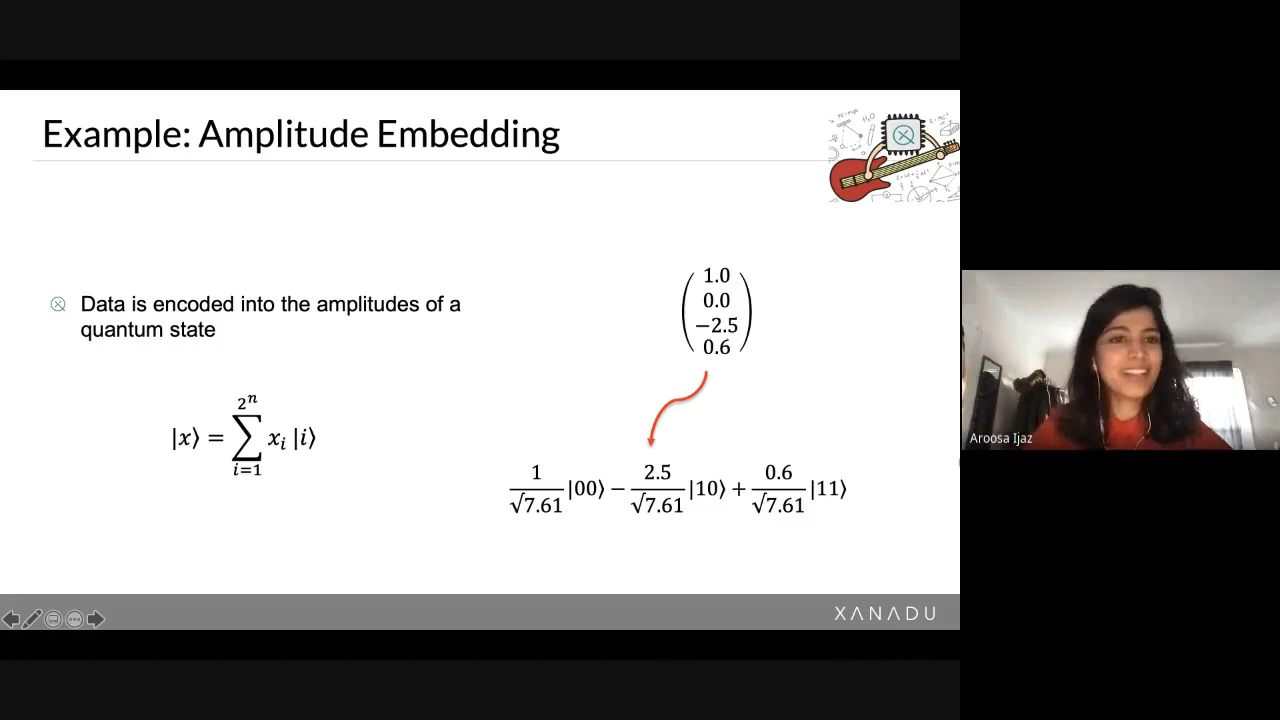 Example: Amplitude Embedding
Data is encoded into the amplitudes of a
quantum state
|x⟩ = ∑_{i=1}^{2^n} x_i |i⟩
1.0
0.0
−2.5
0.6
1/√7.61 |00⟩ − 2.5/√7.61 |10⟩ + 0.6/√7.61 |11⟩
XANADU
Aroosa Ijaz